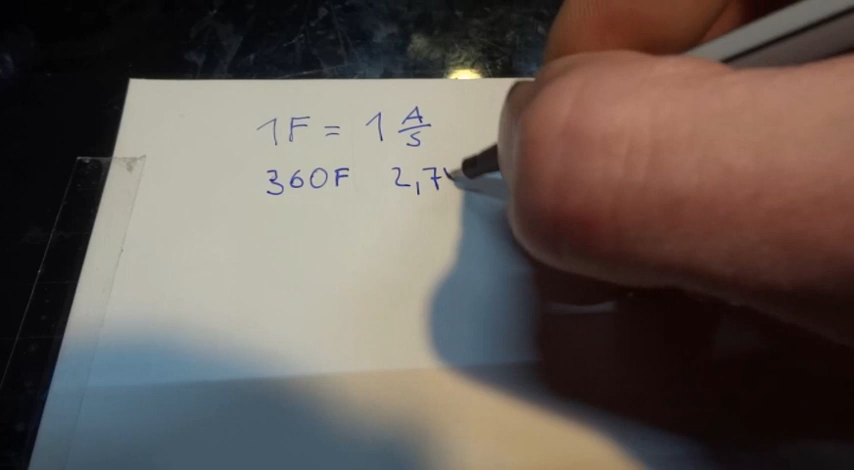 1F = 1 A/S
360F 2,7